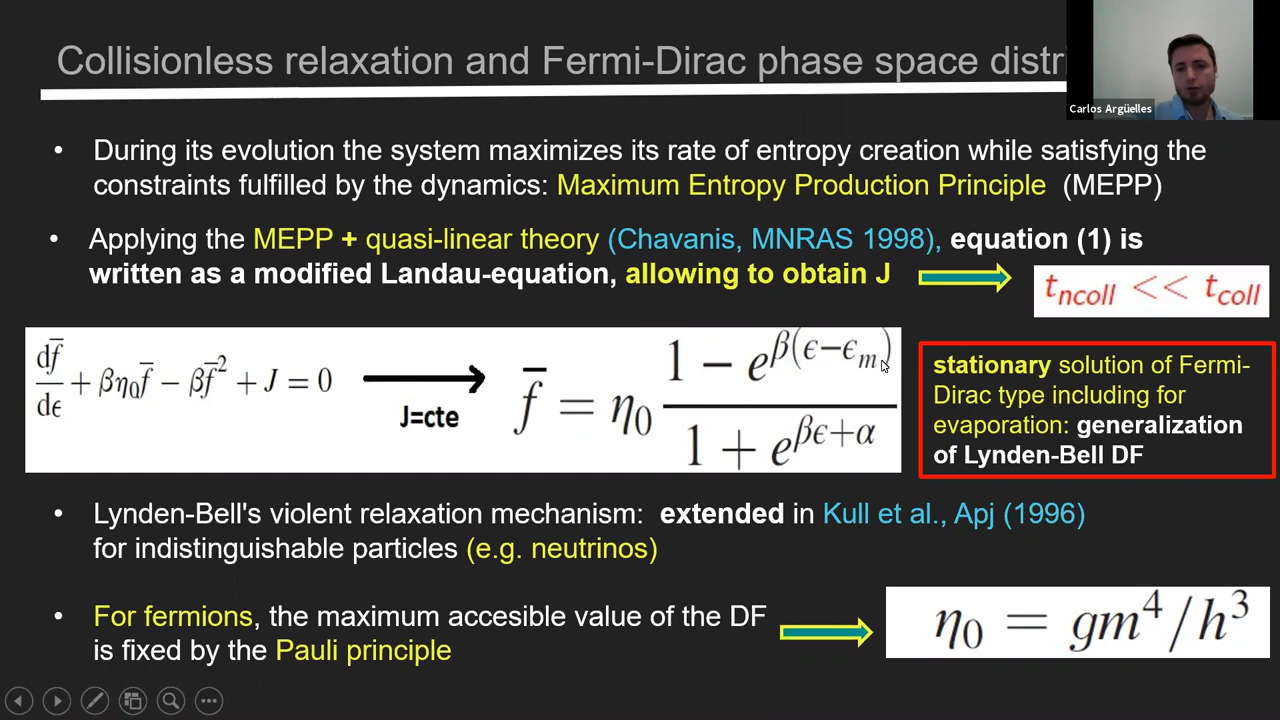 Collisionless relaxation and Fermi-Dirac phase space distri
Carlos Argüelles
• During its evolution the system maximizes its rate of entropy creation while satisfying the
constraints fulfilled by the dynamics: Maximum Entropy Production Principle (MEPP)
• Applying the MEPP + quasi-linear theory (Chavanis, MNRAS 1998), equation (1) is
written as a modified Landau-equation, allowing to obtain J
t_ncoll << t_coll
df̅/dϵ + βη₀f̅ − βf̅² + J = 0
J=cte
f̅ = η₀ (1 − e^{β(ϵ−ϵ_m)}) / (1 + e^{βϵ+α})
stationary solution of Fermi-
Dirac type including for
evaporation: generalization
of Lynden-Bell DF
• Lynden-Bell's violent relaxation mechanism: extended in Kull et al., Apj (1996)
for indistinguishable particles (e.g. neutrinos)
• For fermions, the maximum accesible value of the DF
is fixed by the Pauli principle
η₀ = gm⁴/h³